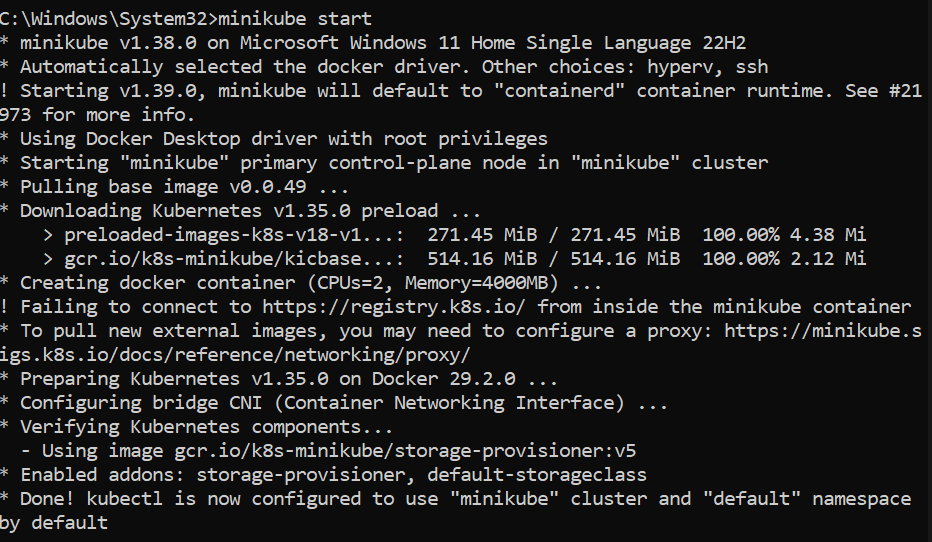 C:\Windows\System32>minikube start
* minikube v1.38.0 on Microsoft Windows 11 Home Single Language 22H2
* Automatically selected the docker driver. Other choices: hyperv, ssh
! Starting v1.39.0, minikube will default to "containerd" container runtime. See #21
973 for more info.
* Using Docker Desktop driver with root privileges
* Starting "minikube" primary control-plane node in "minikube" cluster
* Pulling base image v0.0.49 ...
* Downloading Kubernetes v1.35.0 preload ...
    > preloaded-images-k8s-v18-v1...:  271.45 MiB / 271.45 MiB  100.00% 4.38 Mi
    > gcr.io/k8s-minikube/kicbase...:  514.16 MiB / 514.16 MiB  100.00% 2.12 Mi
* Creating docker container (CPUs=2, Memory=4000MB) ...
! Failing to connect to https://registry.k8s.io/ from inside the minikube container
* To pull new external images, you may need to configure a proxy: https://minikube.s
igs.k8s.io/docs/reference/networking/proxy/
* Preparing Kubernetes v1.35.0 on Docker 29.2.0 ...
* Configuring bridge CNI (Container Networking Interface) ...
* Verifying Kubernetes components...
  - Using image gcr.io/k8s-minikube/storage-provisioner:v5
* Enabled addons: storage-provisioner, default-storageclass
* Done! kubectl is now configured to use "minikube" cluster and "default" namespace
by default